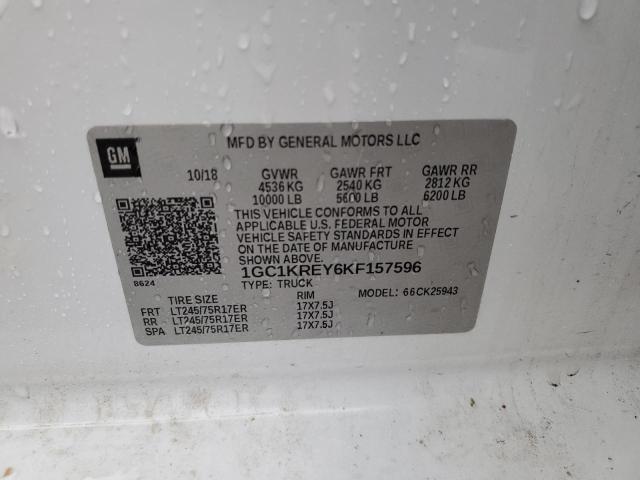 GM
MFD BY GENERAL MOTORS LLC
10/18 GVWR GAWR FRT GAWR RR
4536 KG 2540 KG 2812 KG
10000 LB 5600 LB 6200 LB
THIS VEHICLE CONFORMS TO ALL
APPLICABLE U.S. FEDERAL MOTOR
VEHICLE SAFETY STANDARDS IN EFFECT
ON THE DATE OF MANUFACTURE
SHOWN ABOVE.
1GC1KREY6KF157596
8624
TYPE: TRUCK
MODEL: 66CK25943
TIRE SIZE RIM
FRT LT245/75R17ER 17X7.5J
RR LT245/75R17ER 17X7.5J
SPA LT245/75R17ER 17X7.5J